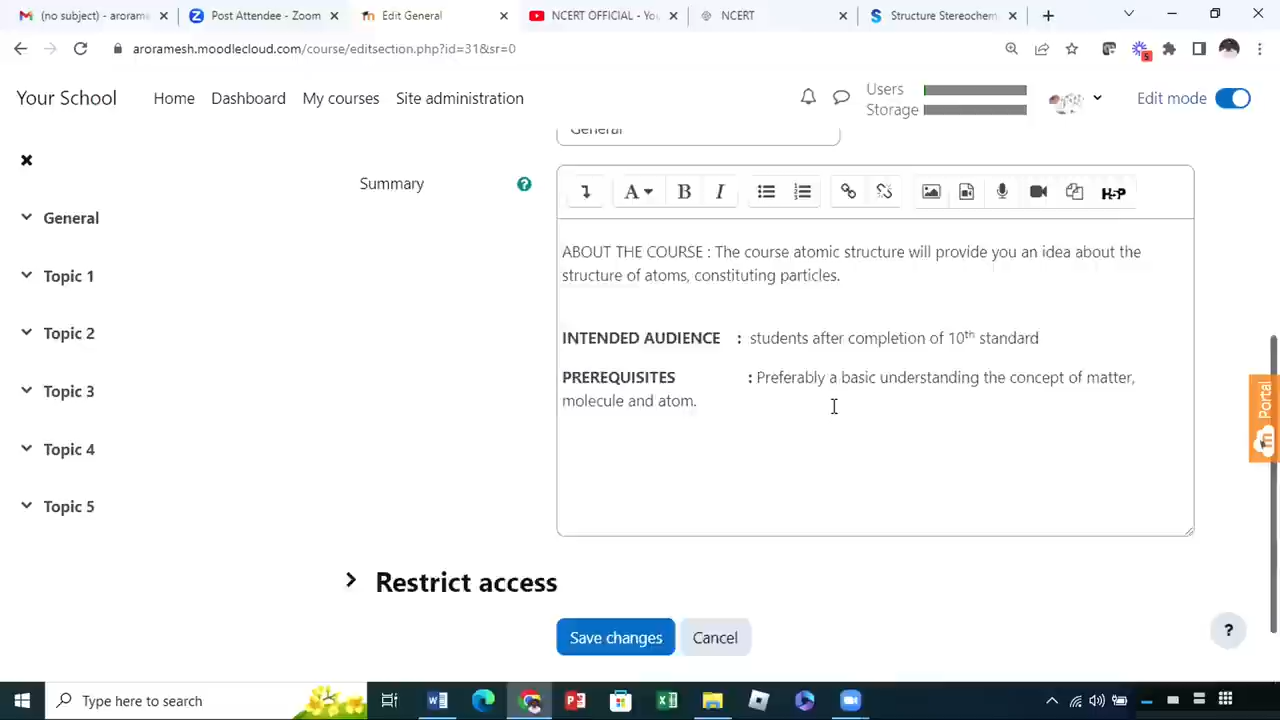 (no subject) - arorame
Post Attendee - Zoom
Edit General
NCERT OFFICIAL - You
NCERT
Structure Stereochem
aroramesh.moodlecloud.com/course/editsection.php?id=31&sr=0
5
Your School Home Dashboard My courses Site administration
Users
Storage
Edit mode
General
Summary
A B I H-P
General
Topic 1
Topic 2
Topic 3
Topic 4
Topic 5
ABOUT THE COURSE : The course atomic structure will provide you an idea about the
structure of atoms, constituting particles.
INTENDED AUDIENCE : students after completion of 10th standard
PREREQUISITES : Preferably a basic understanding the concept of matter,
molecule and atom.
Portal
Restrict access
Save changes Cancel
?
Type here to search